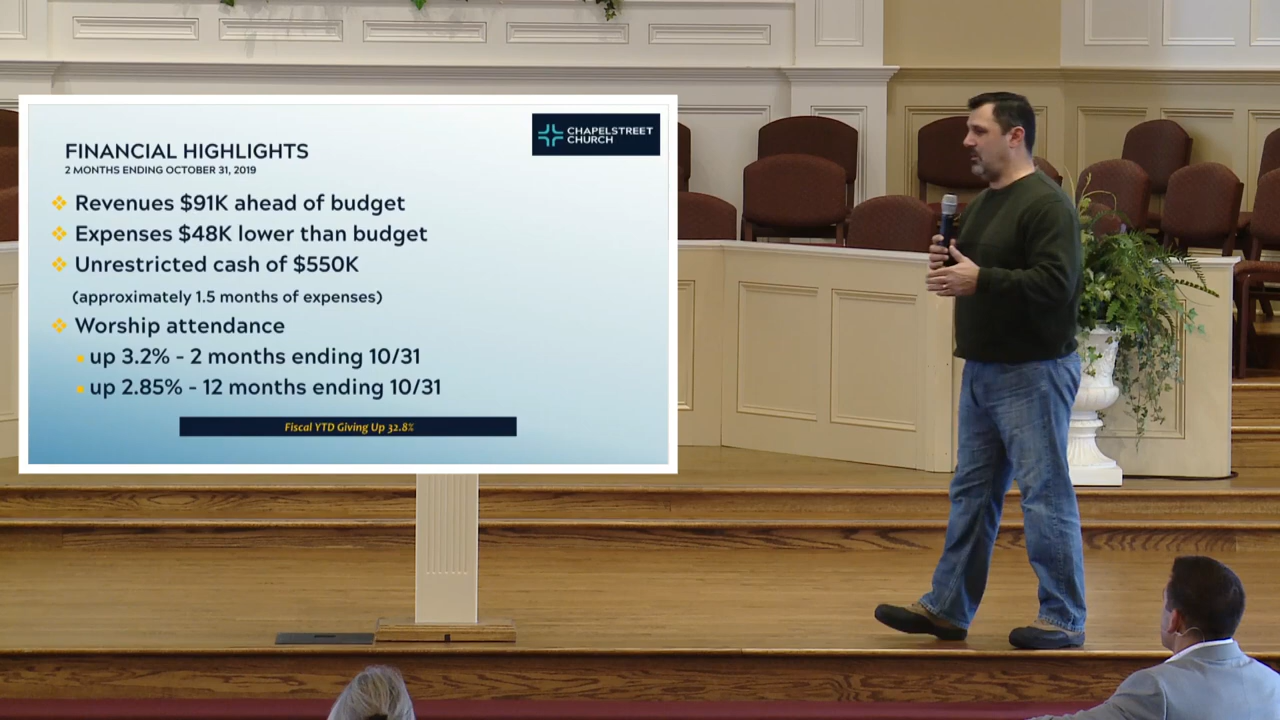 CHAPELSTREET
CHURCH
FINANCIAL HIGHLIGHTS
2 MONTHS ENDING OCTOBER 31, 2019
Revenues $91K ahead of budget
Expenses $48K lower than budget
Unrestricted cash of $550K
(approximately 1.5 months of expenses)
Worship attendance
up 3.2% - 2 months ending 10/31
up 2.85% - 12 months ending 10/31
Fiscal YTD Giving Up 32.8%